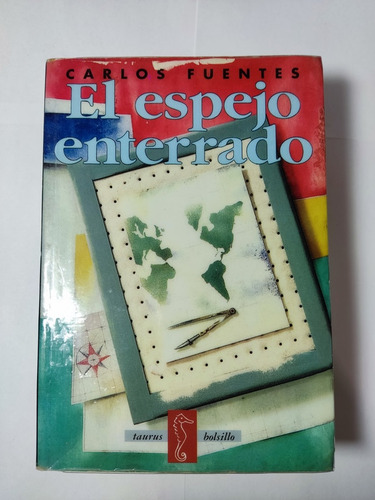 CARLOS FUENTES
El espejo
enterrado
taurus bolsillo